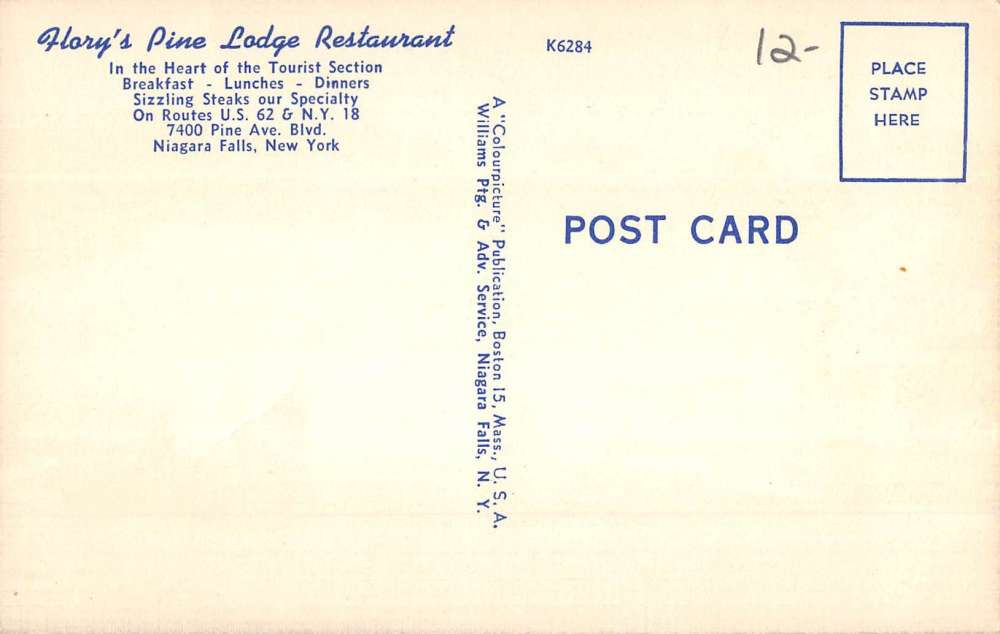 Flory's Pine Lodge Restaurant
In the Heart of the Tourist Section
Breakfast - Lunches - Dinners
Sizzling Steaks our Specialty
On Routes U.S. 62 & N.Y. 18
7400 Pine Ave. Blvd.
Niagara Falls, New York
A "Colourpicture" Publication, Boston 15, Mass., U. S. A.
Williams Ptg. & Adv. Service, Niagara Falls, N. Y.
K6284
12-
PLACE
STAMP
HERE
POST CARD